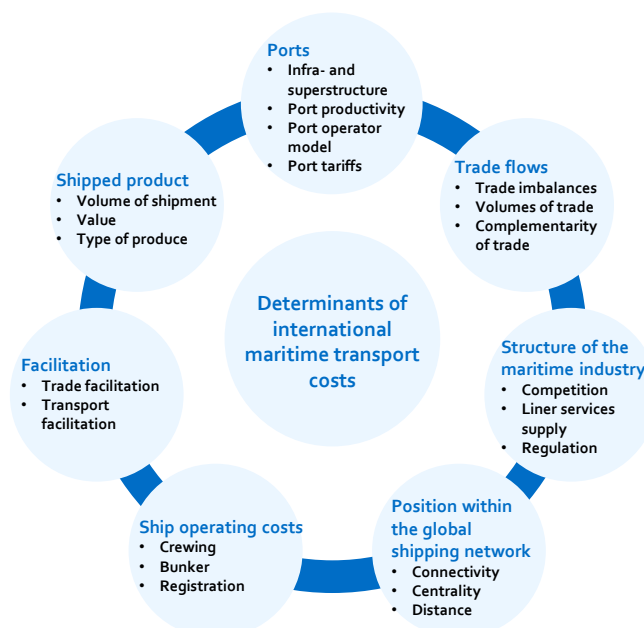 Ports
• Infra- and
superstructure
• Port productivity
• Port operator
model
• Port tariffs
Trade flows
• Trade imbalances
• Volumes of trade
• Complementarity
of trade
Structure of the
maritime industry
• Competition
• Liner services
supply
• Regulation
Position within
the global
shipping network
• Connectivity
• Centrality
• Distance
Ship operating costs
• Crewing
• Bunker
• Registration
Facilitation
• Trade facilitation
• Transport
facilitation
Shipped product
• Volume of shipment
• Value
• Type of produce
Determinants of
international
maritime transport
costs